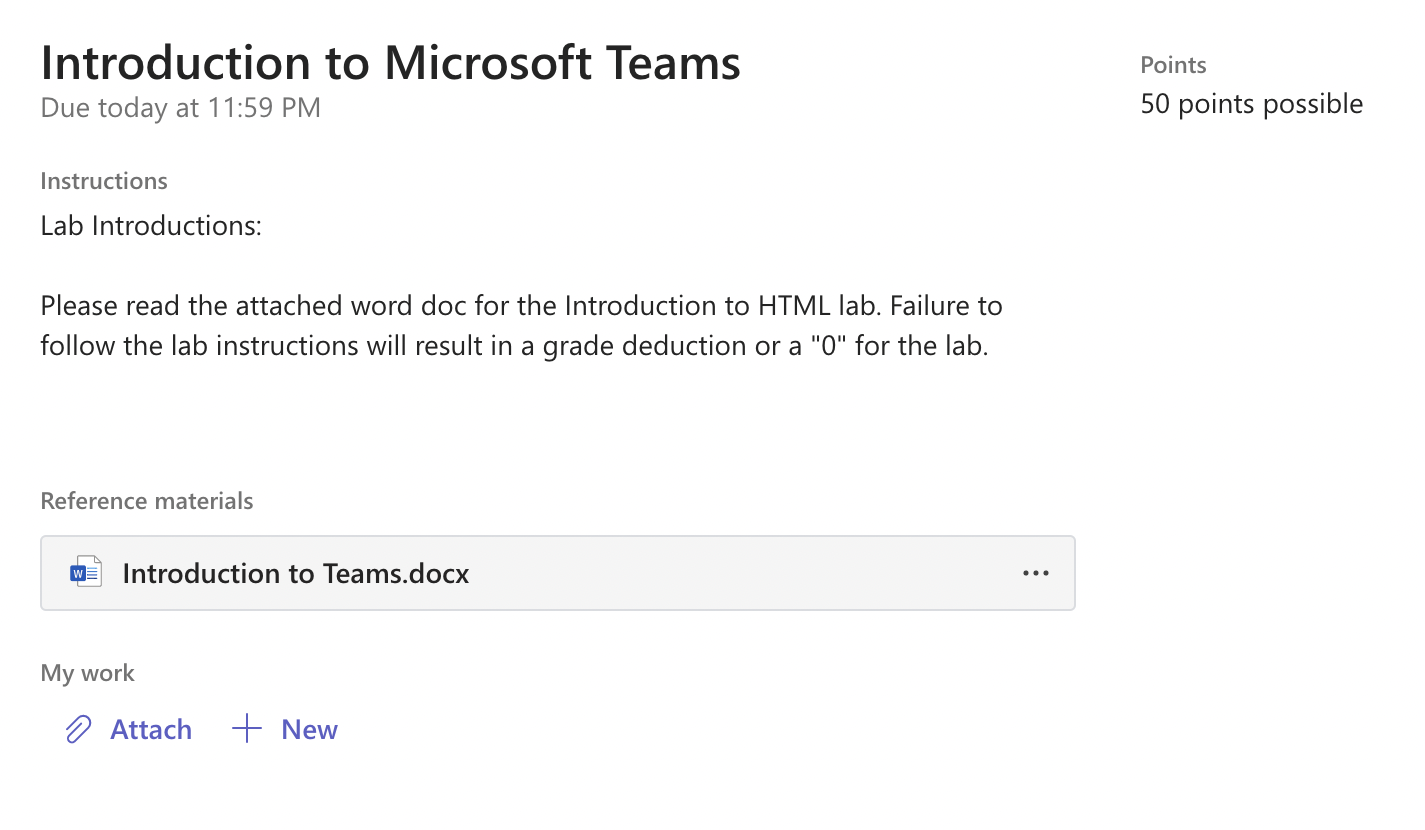 Introduction to Microsoft Teams
Due today at 11:59 PM
Points
50 points possible
Instructions
Lab Introductions:
Please read the attached word doc for the Introduction to HTML lab. Failure to
follow the lab instructions will result in a grade deduction or a "0" for the lab.
Reference materials
W
Introduction to Teams.docx
My work
Attach
New